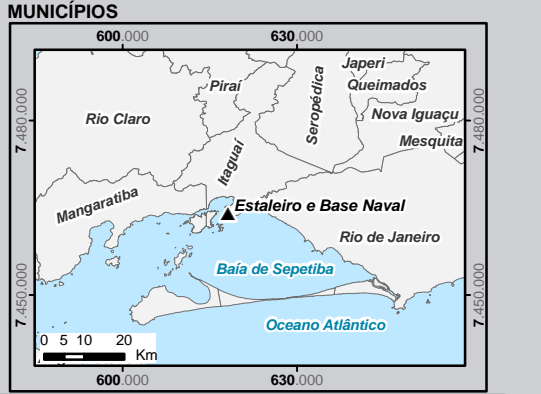 MUNICÍPIOS
600.000 630.000
Japeri
Piraí
Seropédica
Queimados
7.480.000
Rio Claro
Nova Iguaçu
7.480.000
Mesquita
Itaguaí
Mangaratiba
Estaleiro e Base Naval
Rio de Janeiro
Baía de Sepetiba
7.450.000
7.450.000
Oceano Atlântico
0 5 10 20
Km
600.000 630.000